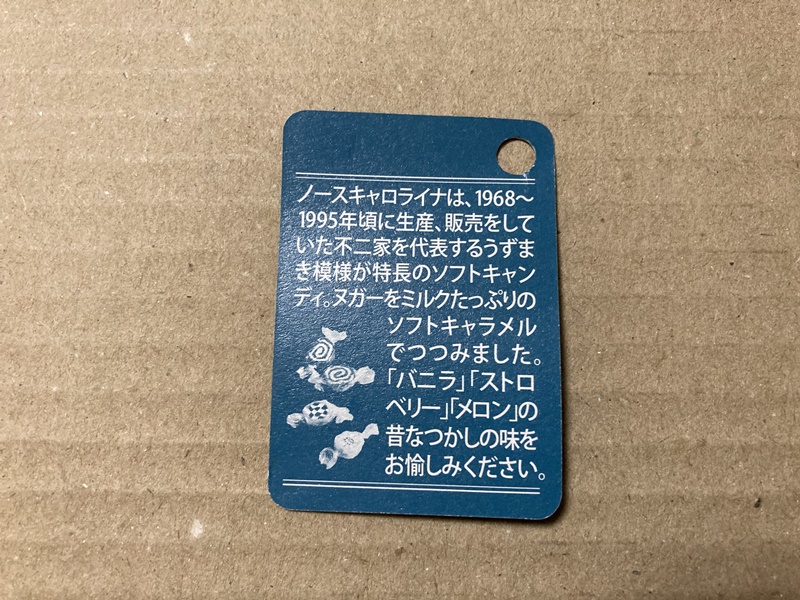 ノースキャロライナは、1968～
1995年頃に生産、販売をして
いた不二家を代表するうずま
き模様が特長のソフトキャン
ディ。ヌガーをミルクたっぷりの
ソフトキャラメル
でつつみました。
「バニラ」「ストロ
ベリー」「メロン」の
昔なつかしの味を
お愉しみください。